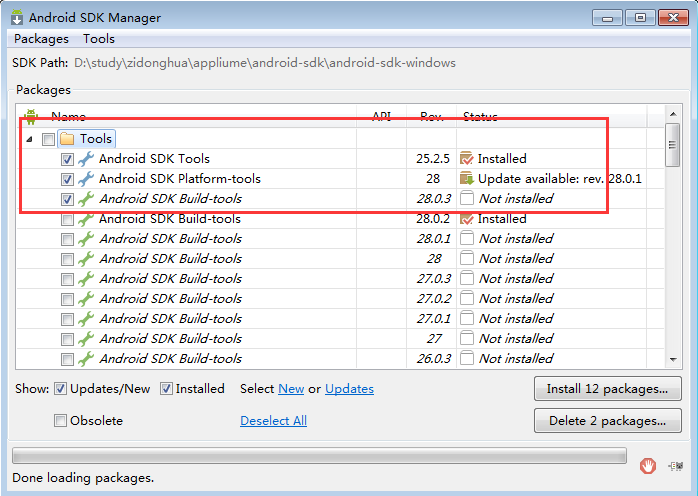 Android SDK Manager
Packages Tools
SDK Path: D:\study\zidonghua\appliume\android-sdk\android-sdk-windows
Packages
Name API Rev. Status
Tools
Android SDK Tools 25.2.5 Installed
Android SDK Platform-tools 28 Update available: rev. 28.0.1
Android SDK Build-tools 28.0.3 Not installed
Android SDK Build-tools 28.0.2 Installed
Android SDK Build-tools 28.0.1 Not installed
Android SDK Build-tools 28 Not installed
Android SDK Build-tools 27.0.3 Not installed
Android SDK Build-tools 27.0.2 Not installed
Android SDK Build-tools 27.0.1 Not installed
Android SDK Build-tools 27 Not installed
Android SDK Build-tools 26.0.3 Not installed
Show: Updates/New Installed Select New or Updates Install 12 packages...
Obsolete Deselect All Delete 2 packages...
Done loading packages.